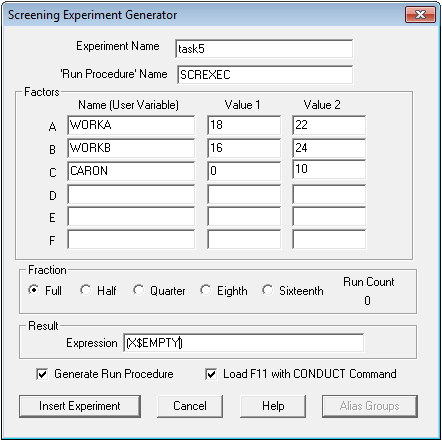 Screening Experiment Generator
Experiment Name task5
'Run Procedure' Name SCREXEC
Factors
Name (User Variable) Value 1 Value 2
A WORKA 18 22
B WORKB 16 24
C CARON 0 10
D
E
F
Fraction
Full Half Quarter Eighth Sixteenth Run Count
0
Result
Expression (X$EMPTY)
Generate Run Procedure Load F11 with CONDUCT Command
Insert Experiment Cancel Help Alias Groups